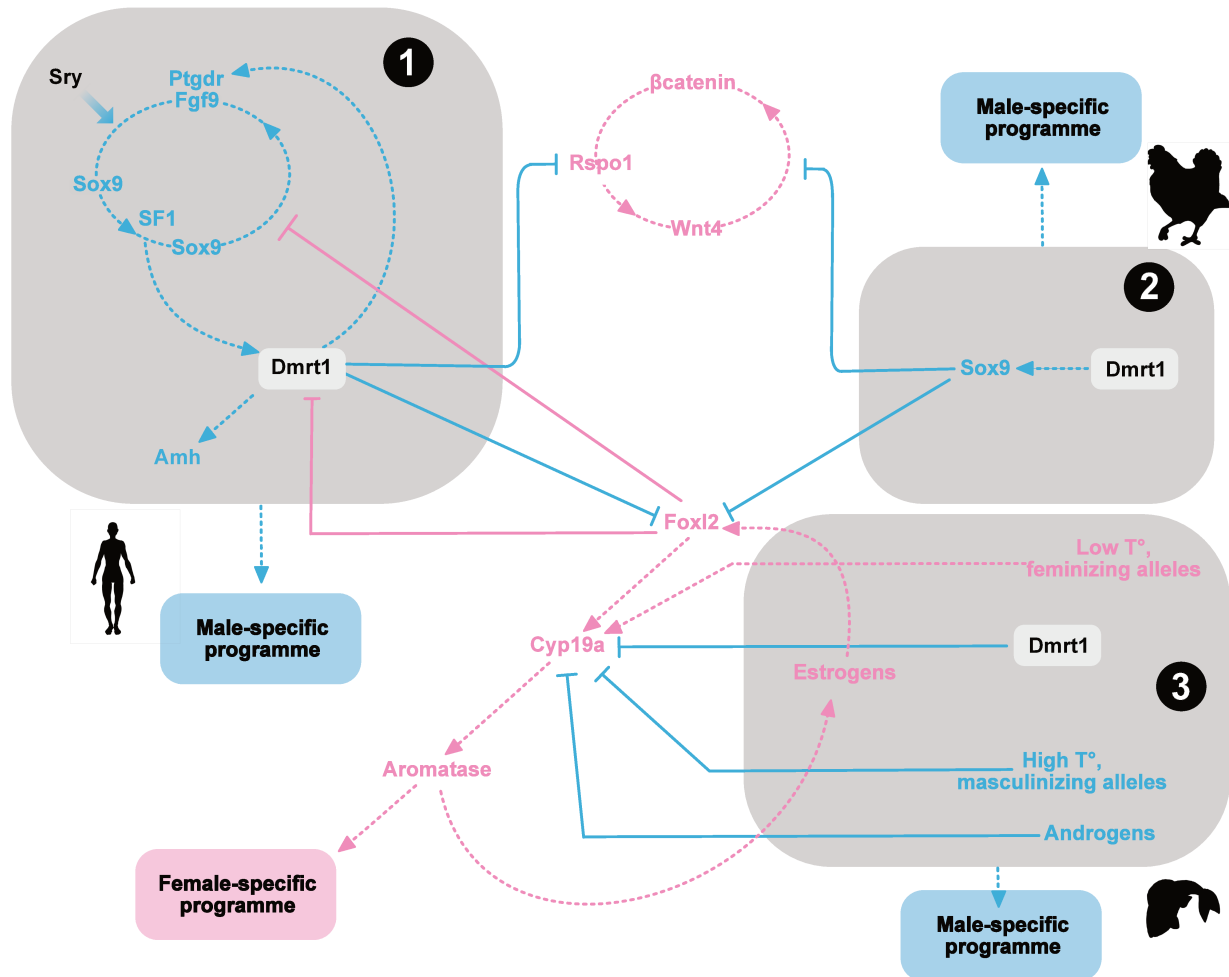 1
Sry
Ptgdr
Fgf9
Sox9
SF1
Sox9
Dmrt1
Amh
Male-specific
programme
βcatenin
Rspo1
Wnt4
Male-specific
programme
2
Sox9
Dmrt1
Foxl2
Cyp19a
Aromatase
Female-specific
programme
Low T°,
feminizing alleles
Dmrt1
Estrogens
3
High T°,
masculinizing alleles
Androgens
Male-specific
programme